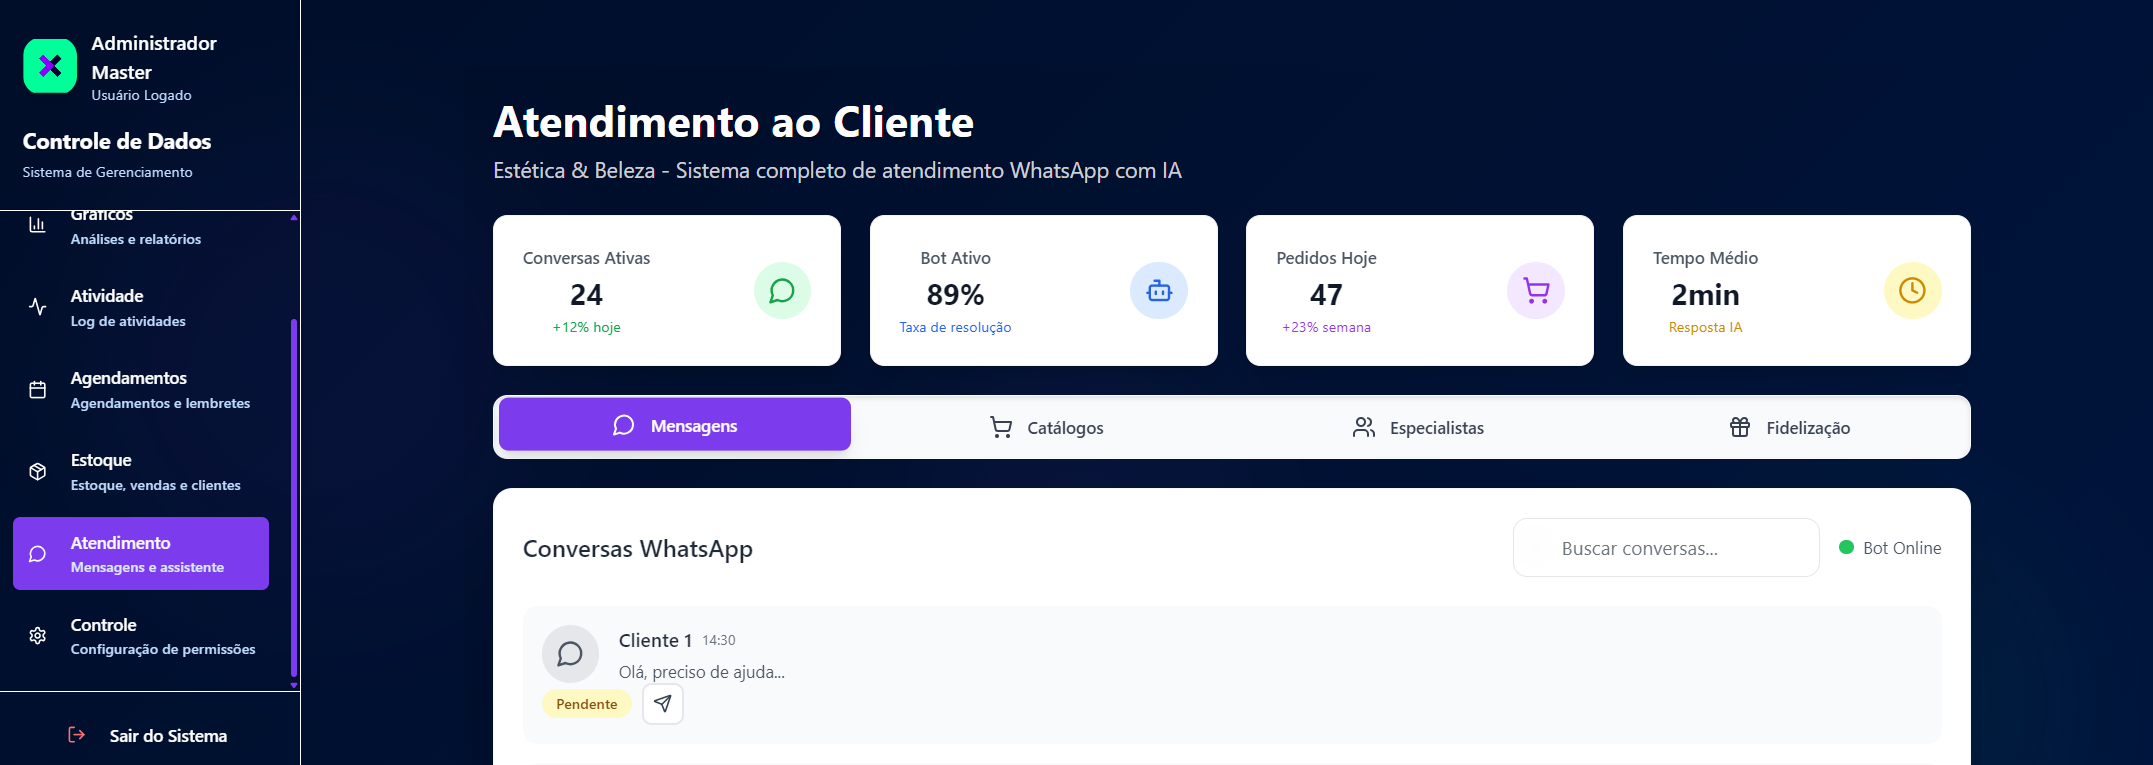 Administrador
Master
Usuário Logado
Controle de Dados
Sistema de Gerenciamento
Gráficos
Análises e relatórios
Atividade
Log de atividades
Agendamentos
Agendamentos e lembretes
Estoque
Estoque, vendas e clientes
Atendimento
Mensagens e assistente
Controle
Configuração de permissões
Sair do Sistema
Atendimento ao Cliente
Estética & Beleza - Sistema completo de atendimento WhatsApp com IA
Conversas Ativas
24
+12% hoje
Bot Ativo
89%
Taxa de resolução
Pedidos Hoje
47
+23% semana
Tempo Médio
2min
Resposta IA
Mensagens
Catálogos
Especialistas
Fidelização
Conversas WhatsApp
Buscar conversas...
Bot Online
Cliente 1 14:30
Olá, preciso de ajuda...
Pendente